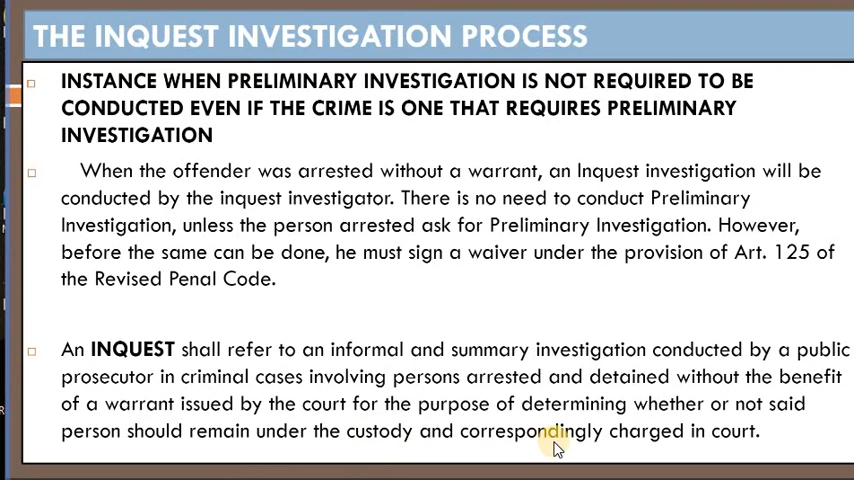 THE INQUEST INVESTIGATION PROCESS
INSTANCE WHEN PRELIMINARY INVESTIGATION IS NOT REQUIRED TO BE
CONDUCTED EVEN IF THE CRIME IS ONE THAT REQUIRES PRELIMINARY
INVESTIGATION
When the offender was arrested without a warrant, an Inquest investigation will be
conducted by the inquest investigator. There is no need to conduct Preliminary
Investigation, unless the person arrested ask for Preliminary Investigation. However,
before the same can be done, he must sign a waiver under the provision of Art. 125 of
the Revised Penal Code.
An INQUEST shall refer to an informal and summary investigation conducted by a public
prosecutor in criminal cases involving persons arrested and detained without the benefit
of a warrant issued by the court for the purpose of determining whether or not said
person should remain under the custody and correspondingly charged in court.